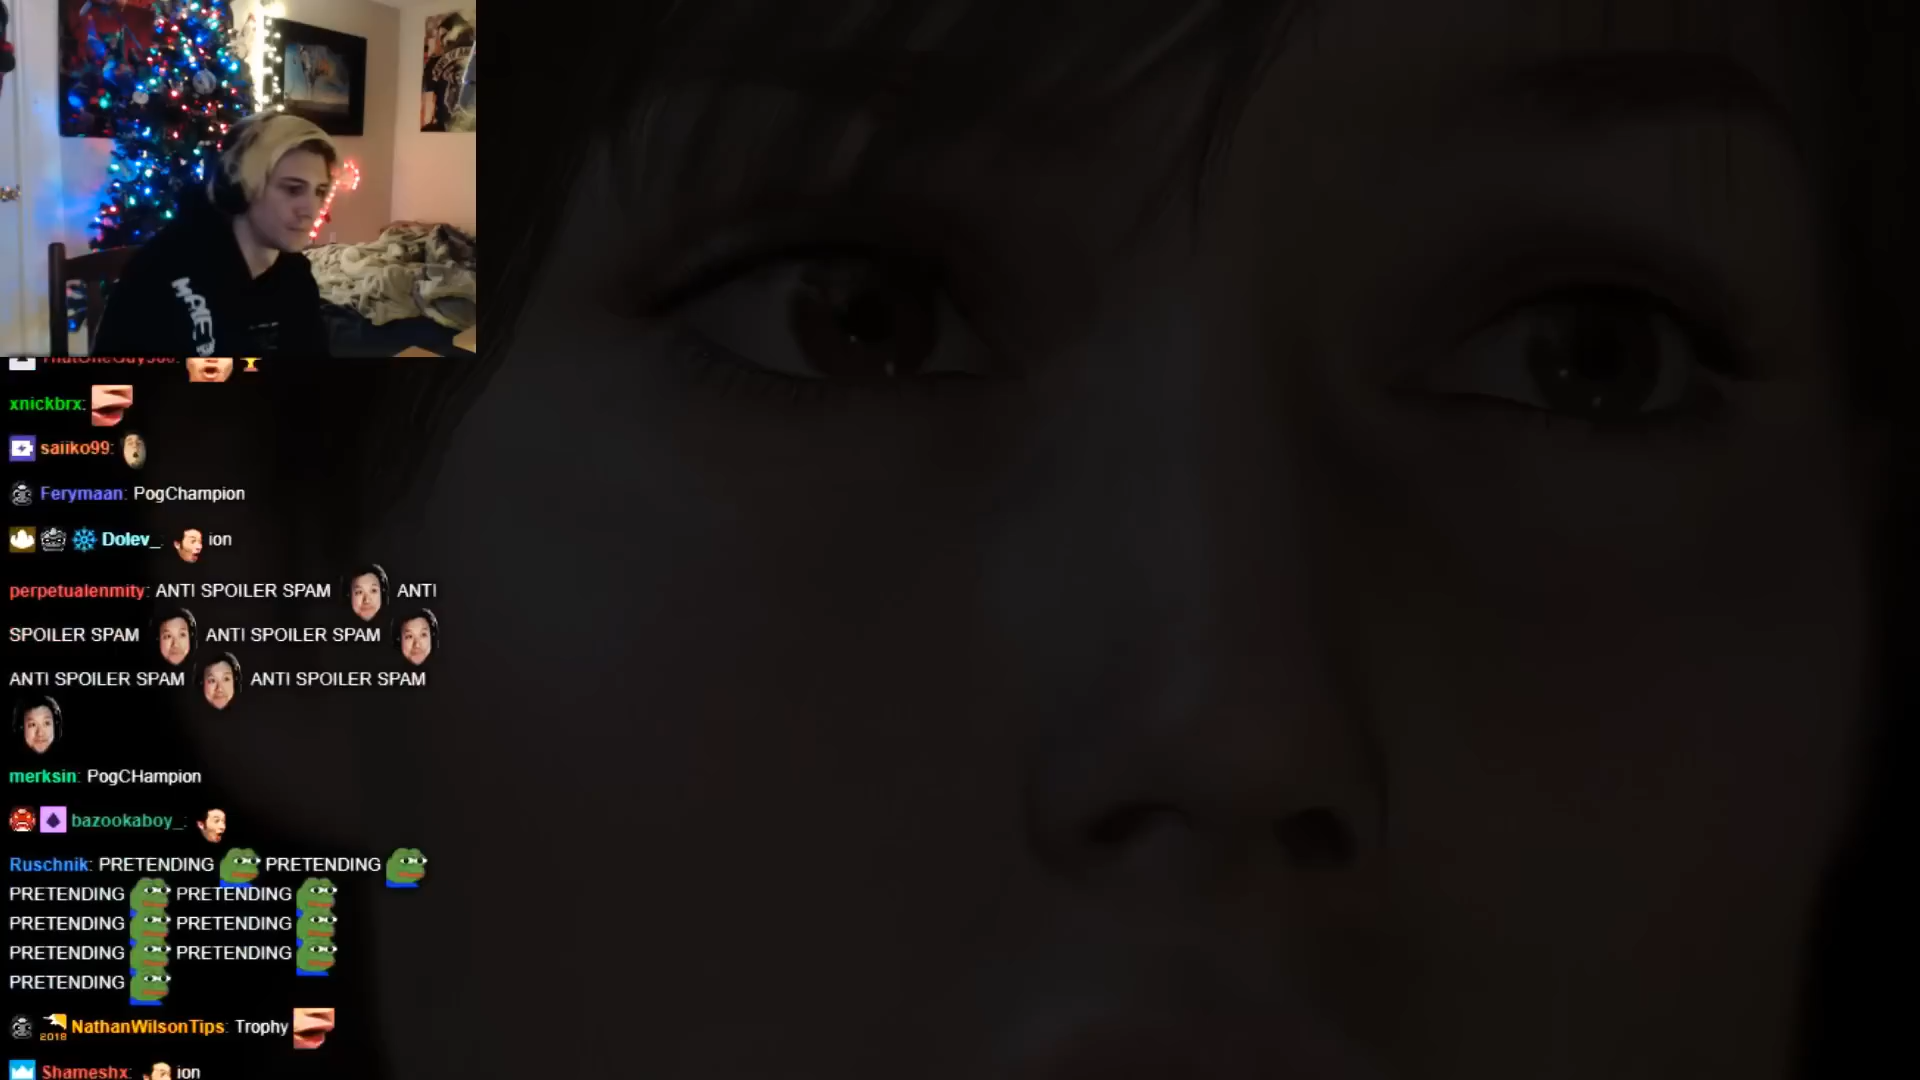 ThatOneGuy300:
xnickbrx:
saiiko99:
Ferymaan: PogChampion
Dolev_: ion
perpetualenmity: ANTI SPOILER SPAM ANTI
SPOILER SPAM ANTI SPOILER SPAM
ANTI SPOILER SPAM ANTI SPOILER SPAM
merksin: PogCHampion
bazookaboy_:
Ruschnik: PRETENDING PRETENDING
PRETENDING PRETENDING
PRETENDING PRETENDING
PRETENDING PRETENDING
PRETENDING
2018 NathanWilsonTips: Trophy
Shameshx: ion